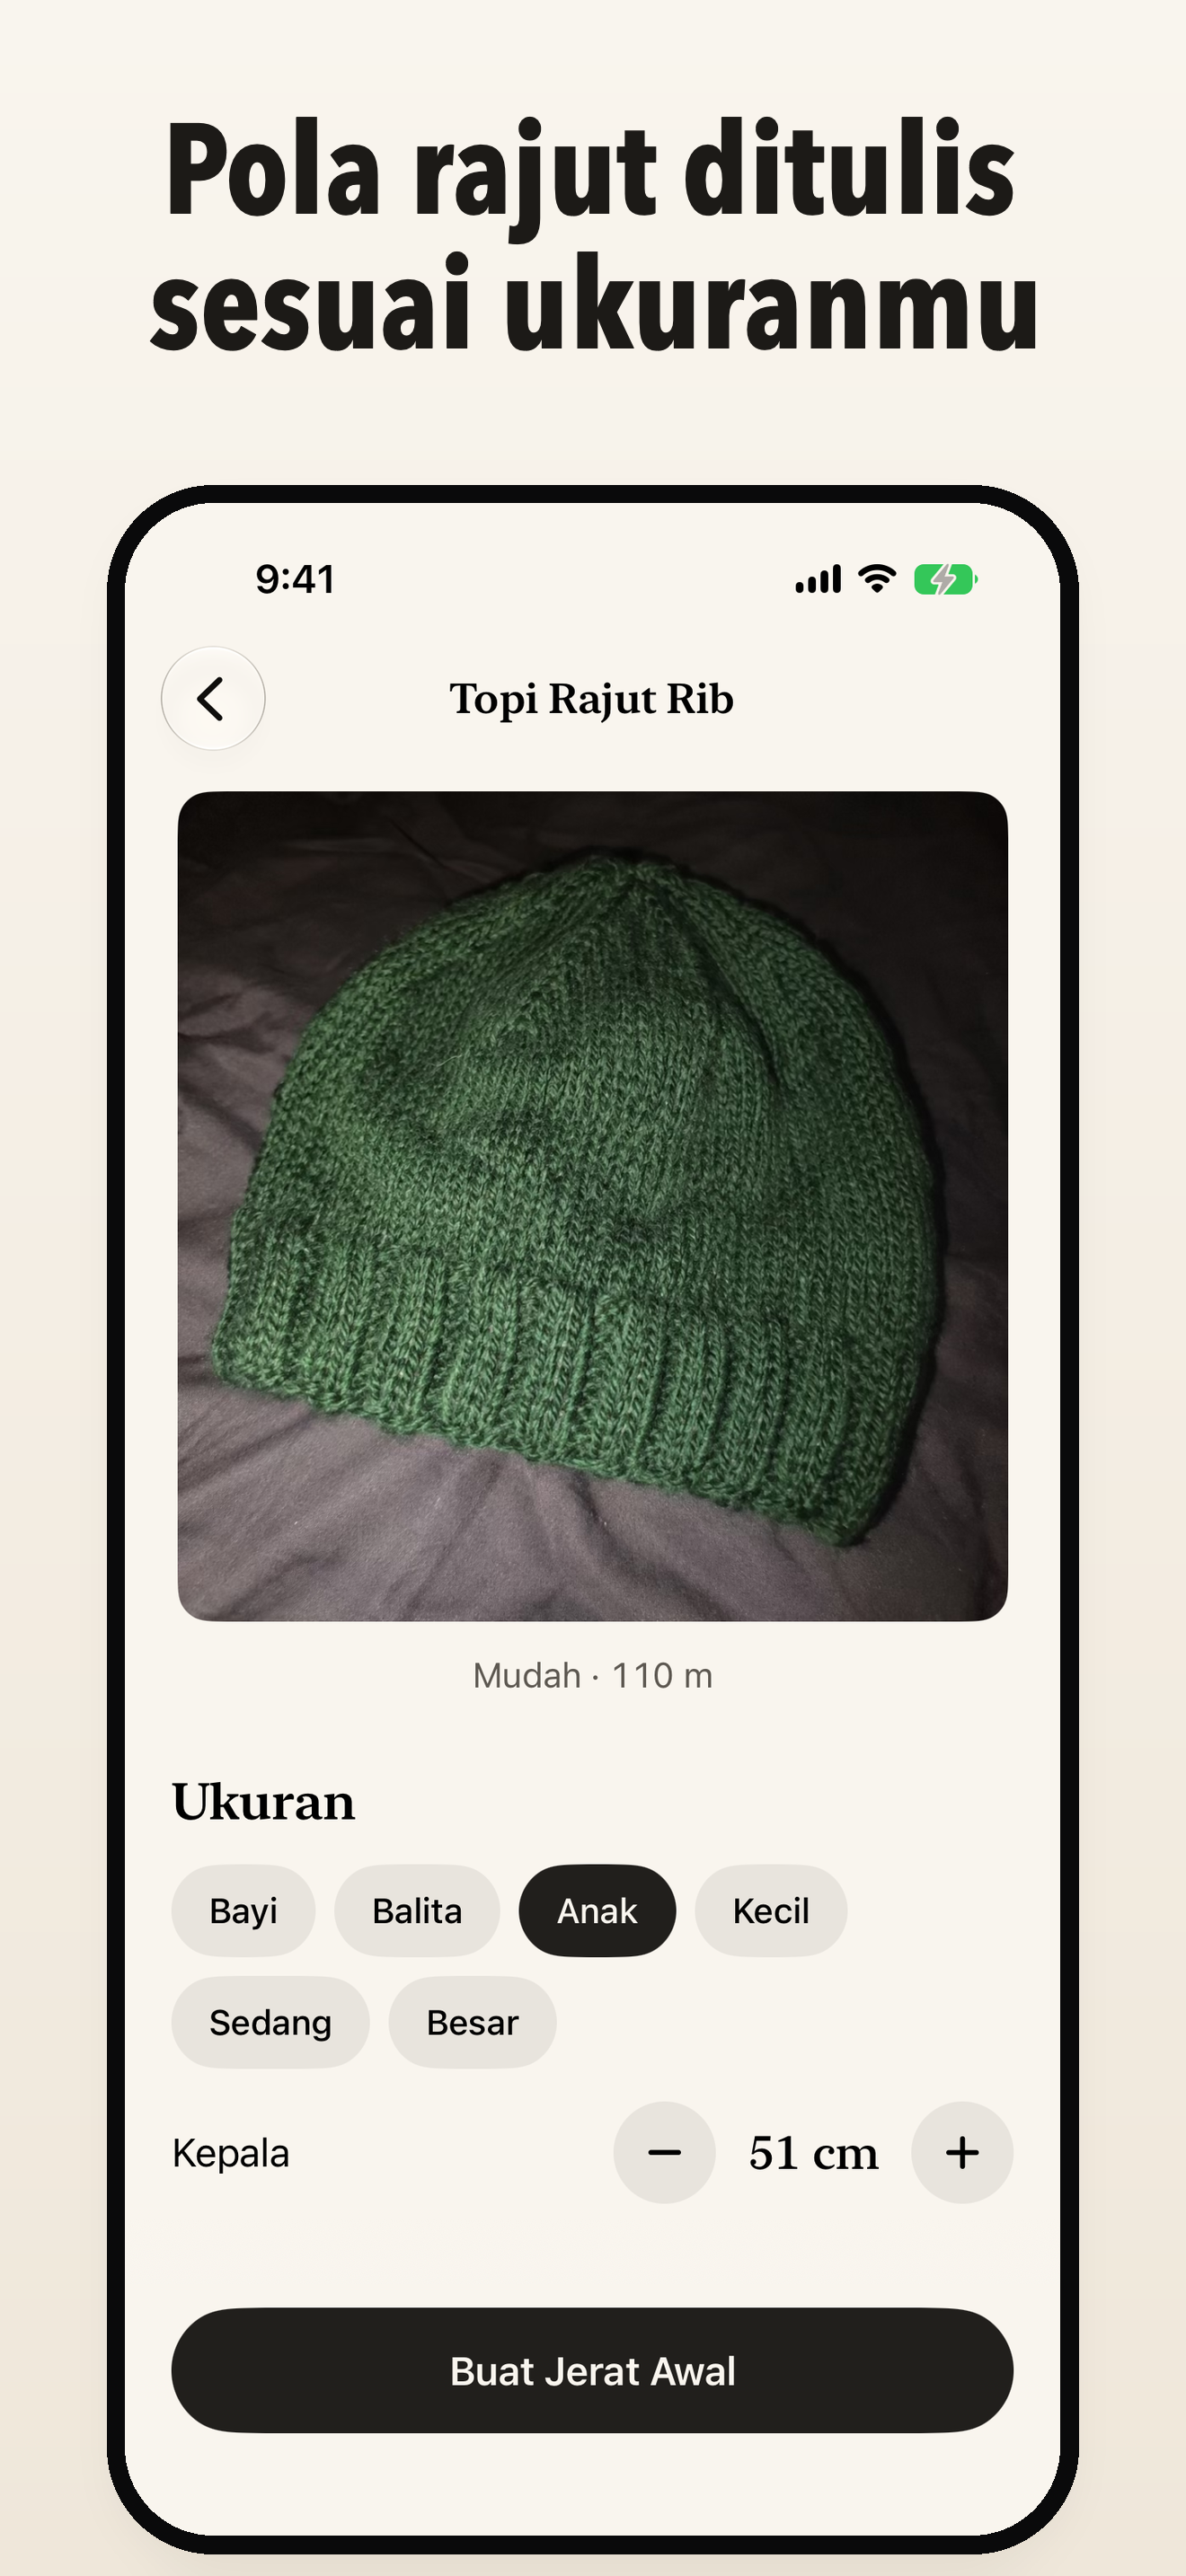 Pola rajut ditulis
sesuai ukuranmu
9:41
Topi Rajut Rib
Mudah · 110 m
Ukuran
Bayi
Balita
Anak
Kecil
Sedang
Besar
Kepala
51 cm
Buat Jerat Awal